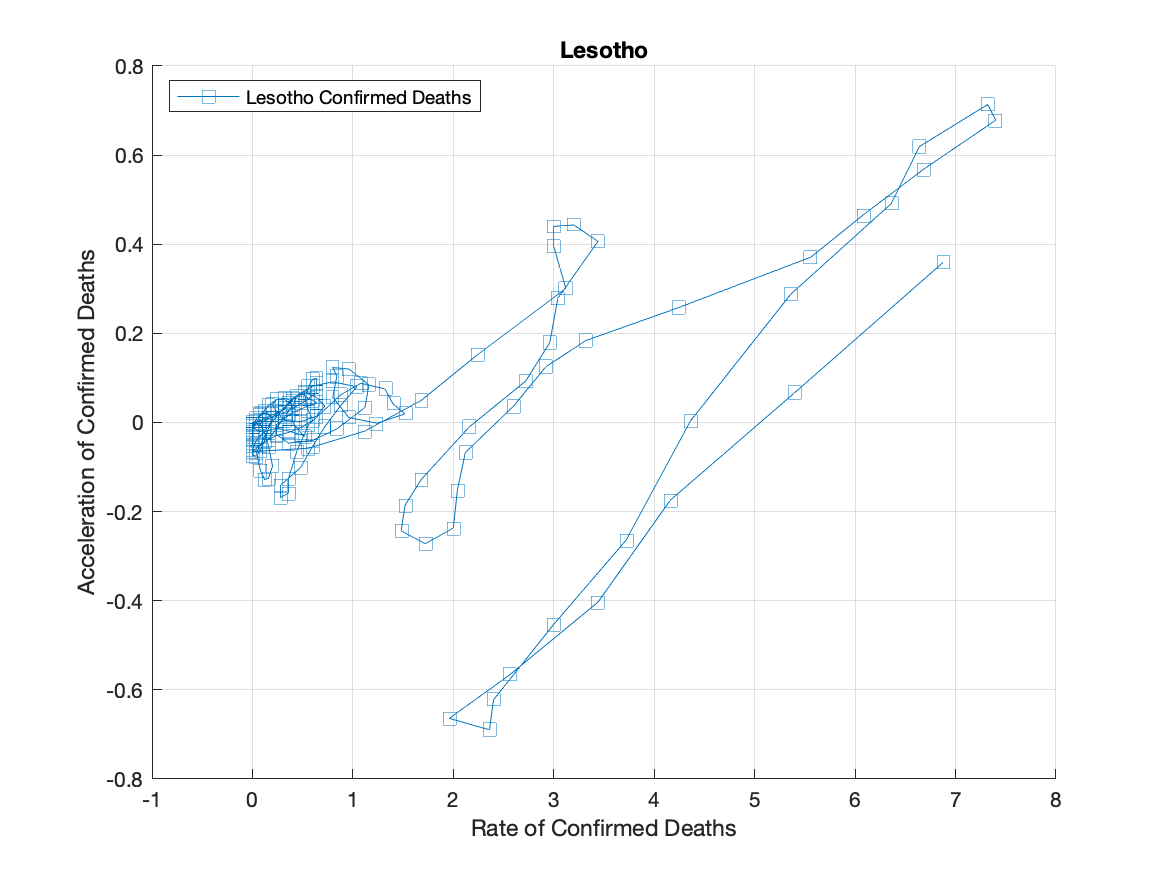 Lesotho
Lesotho Confirmed Deaths
0.8
0.6
0.4
0.2
0
-0.2
-0.4
-0.6
-0.8
Acceleration of Confirmed Deaths
-1 0 1 2 3 4 5 6 7 8
Rate of Confirmed Deaths